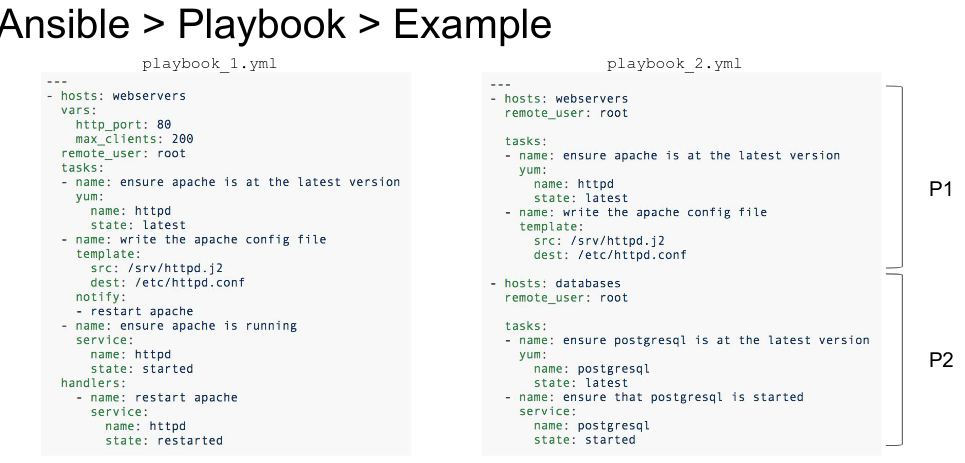 Ansible > Playbook > Example
playbook_1.yml
---
- hosts: webservers
  vars:
    http_port: 80
    max_clients: 200
  remote_user: root
  tasks:
  - name: ensure apache is at the latest version
    yum:
      name: httpd
      state: latest
  - name: write the apache config file
    template:
      src: /srv/httpd.j2
      dest: /etc/httpd.conf
    notify:
    - restart apache
  - name: ensure apache is running
    service:
      name: httpd
      state: started
  handlers:
    - name: restart apache
      service:
        name: httpd
        state: restarted
playbook_2.yml
---
- hosts: webservers
  remote_user: root

  tasks:
  - name: ensure apache is at the latest version
    yum:
      name: httpd
      state: latest
  - name: write the apache config file
    template:
      src: /srv/httpd.j2
      dest: /etc/httpd.conf

- hosts: databases
  remote_user: root

  tasks:
  - name: ensure postgresql is at the latest version
    yum:
      name: postgresql
      state: latest
  - name: ensure that postgresql is started
    service:
      name: postgresql
      state: started
P1
P2